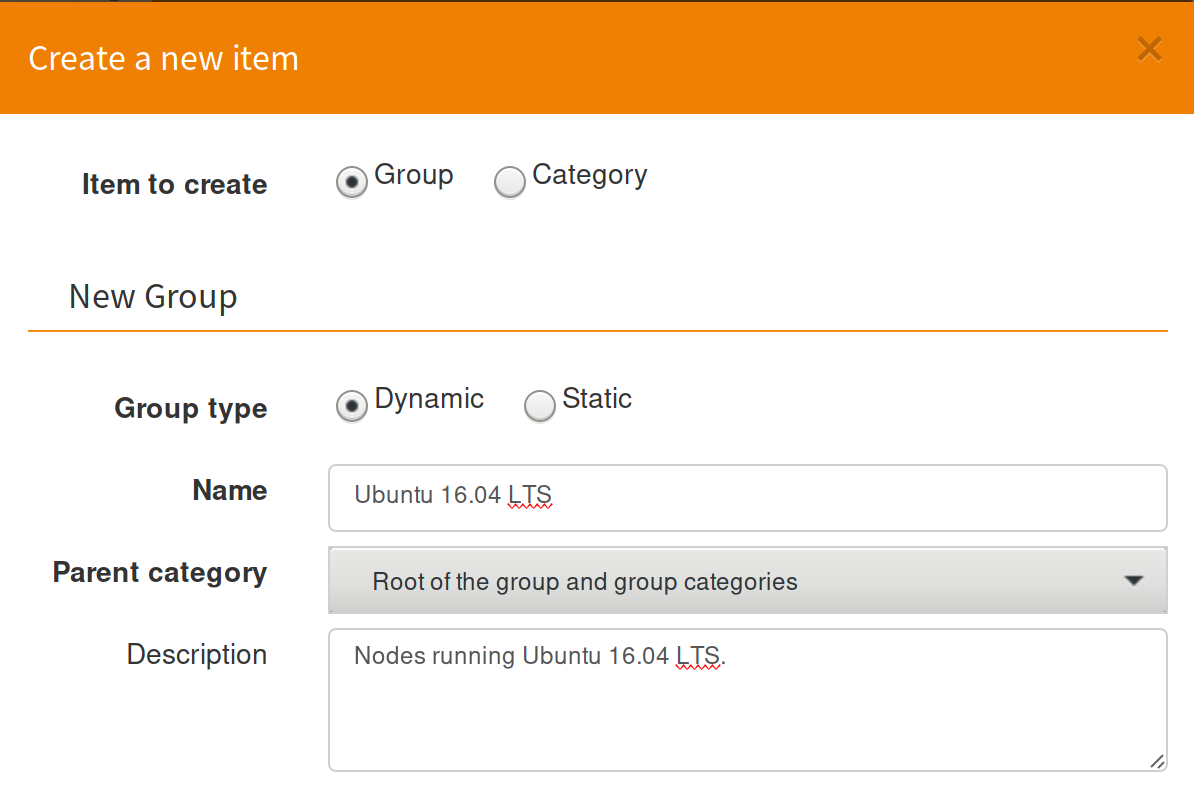 Create a new item
Item to create Group Category
New Group
Group type Dynamic Static
Name Ubuntu 16.04 LTS
Parent category Root of the group and group categories
Description Nodes running Ubuntu 16.04 LTS.